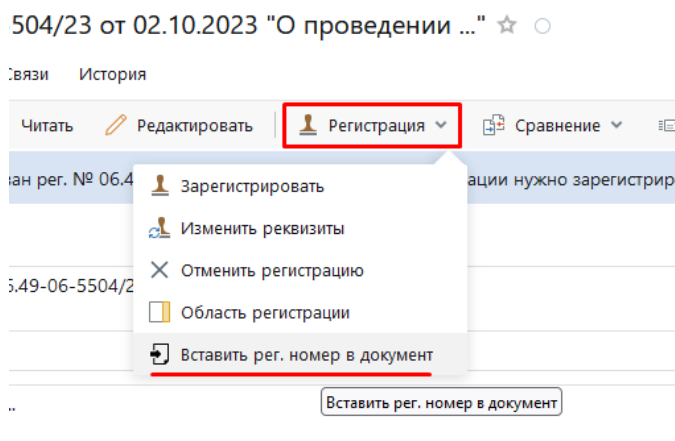 504/23 от 02.10.2023 "О проведении ..."
Связи История
Читать Редактировать Регистрация Сравнение
ван рег. № 06.4 ации нужно зарегистрир
Зарегистрировать
Изменить реквизиты
6.49-06-5504/2 Отменить регистрацию
Область регистрации
Вставить рег. номер в документ
..
Вставить рег. номер в документ